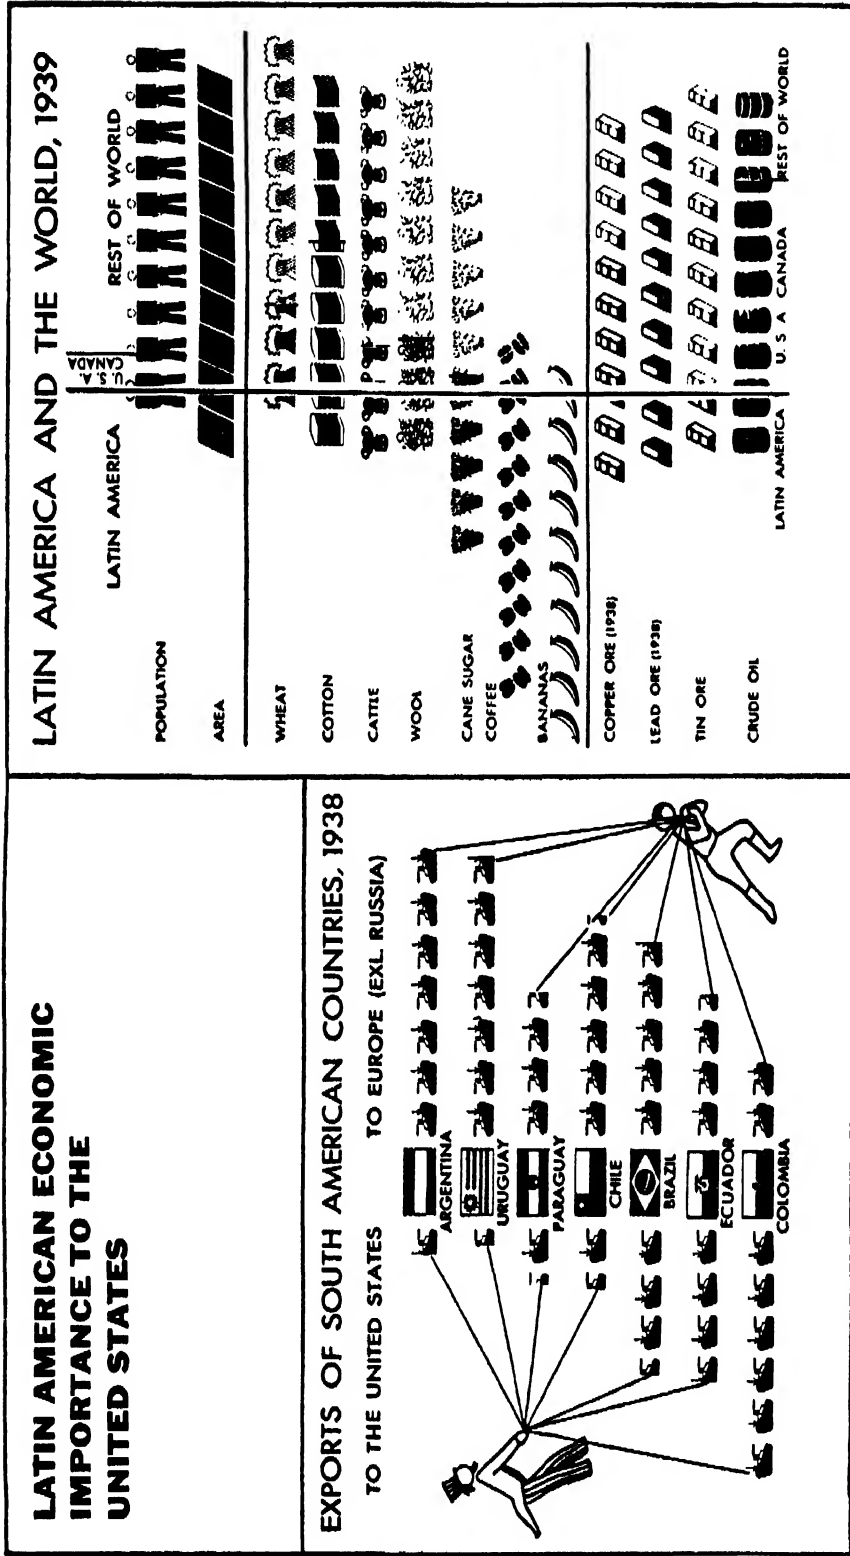 LATIN AMERICAN ECONOMIC
IMPORTANCE TO THE
UNITED STATES
EXPORTS OF SOUTH AMERICAN COUNTRIES, 1938
TO THE UNITED STATES
TO EUROPE (EXL. RUSSIA)
ARGENTINA
URUGUAY
PARAGUAY
CHILE
BRAZIL
ECUADOR
COLOMBIA
LATIN AMERICA AND THE WORLD, 1939
LATIN AMERICA
U. S. A.
CANADA
REST OF WORLD
POPULATION
AREA
WHEAT
COTTON
CATTLE
WOOL
CANE SUGAR
COFFEE
BANANAS
COPPER ORE (1938)
LEAD ORE (1938)
TIN ORE
CRUDE OIL
LATIN AMERICA
U. S. A
CANADA
REST OF WORLD